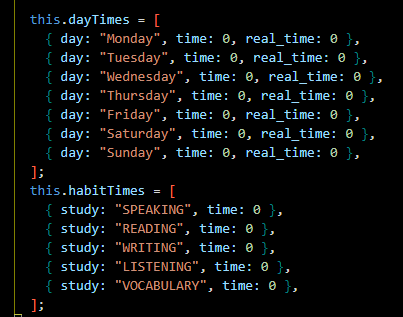 this.dayTimes = [
{ day: "Monday", time: 0, real_time: 0 },
{ day: "Tuesday", time: 0, real_time: 0 },
{ day: "Wednesday", time: 0, real_time: 0 },
{ day: "Thursday", time: 0, real_time: 0 },
{ day: "Friday", time: 0, real_time: 0 },
{ day: "Saturday", time: 0, real_time: 0 },
{ day: "Sunday", time: 0, real_time: 0 },
];
this.habitTimes = [
{ study: "SPEAKING", time: 0 },
{ study: "READING", time: 0 },
{ study: "WRITING", time: 0 },
{ study: "LISTENING", time: 0 },
{ study: "VOCABULARY", time: 0 },
];